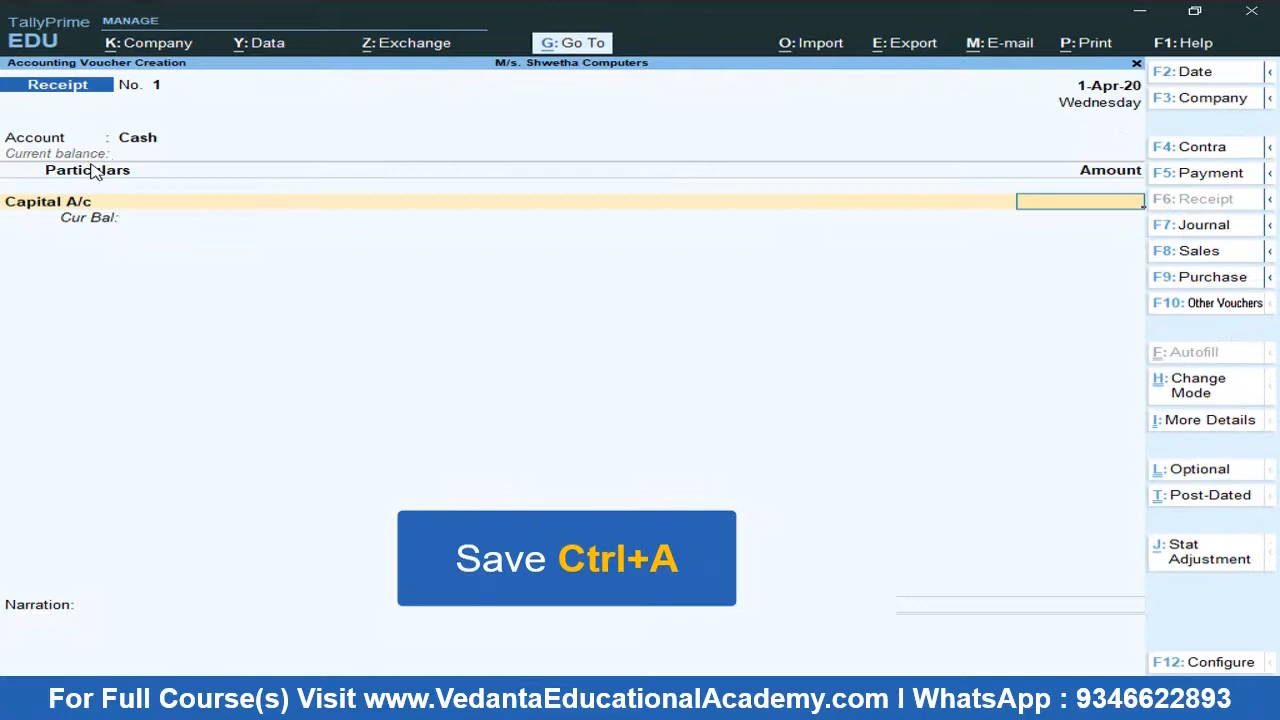 TallyPrime MANAGE
EDU K: Company Y: Data Z: Exchange G: Go To O: Import E: Export M: E-mail P: Print F1: Help
Accounting Voucher Creation M/s. Shwetha Computers ×
Receipt No. 1 1-Apr-20
Wednesday
Account : Cash
Current balance:
Particulars Amount
Capital A/c
Cur Bal:
F2: Date
F3: Company
F4: Contra
F5: Payment
F6: Receipt
F7: Journal
F8: Sales
F9: Purchase
F10: Other Vouchers
F: Autofill
H: Change
Mode
I: More Details
L: Optional
T: Post-Dated
J: Stat
Adjustment
Save Ctrl+A
Narration:
F12: Configure
For Full Course(s) Visit www.VedantaEducationalAcademy.com I WhatsApp : 9346622893